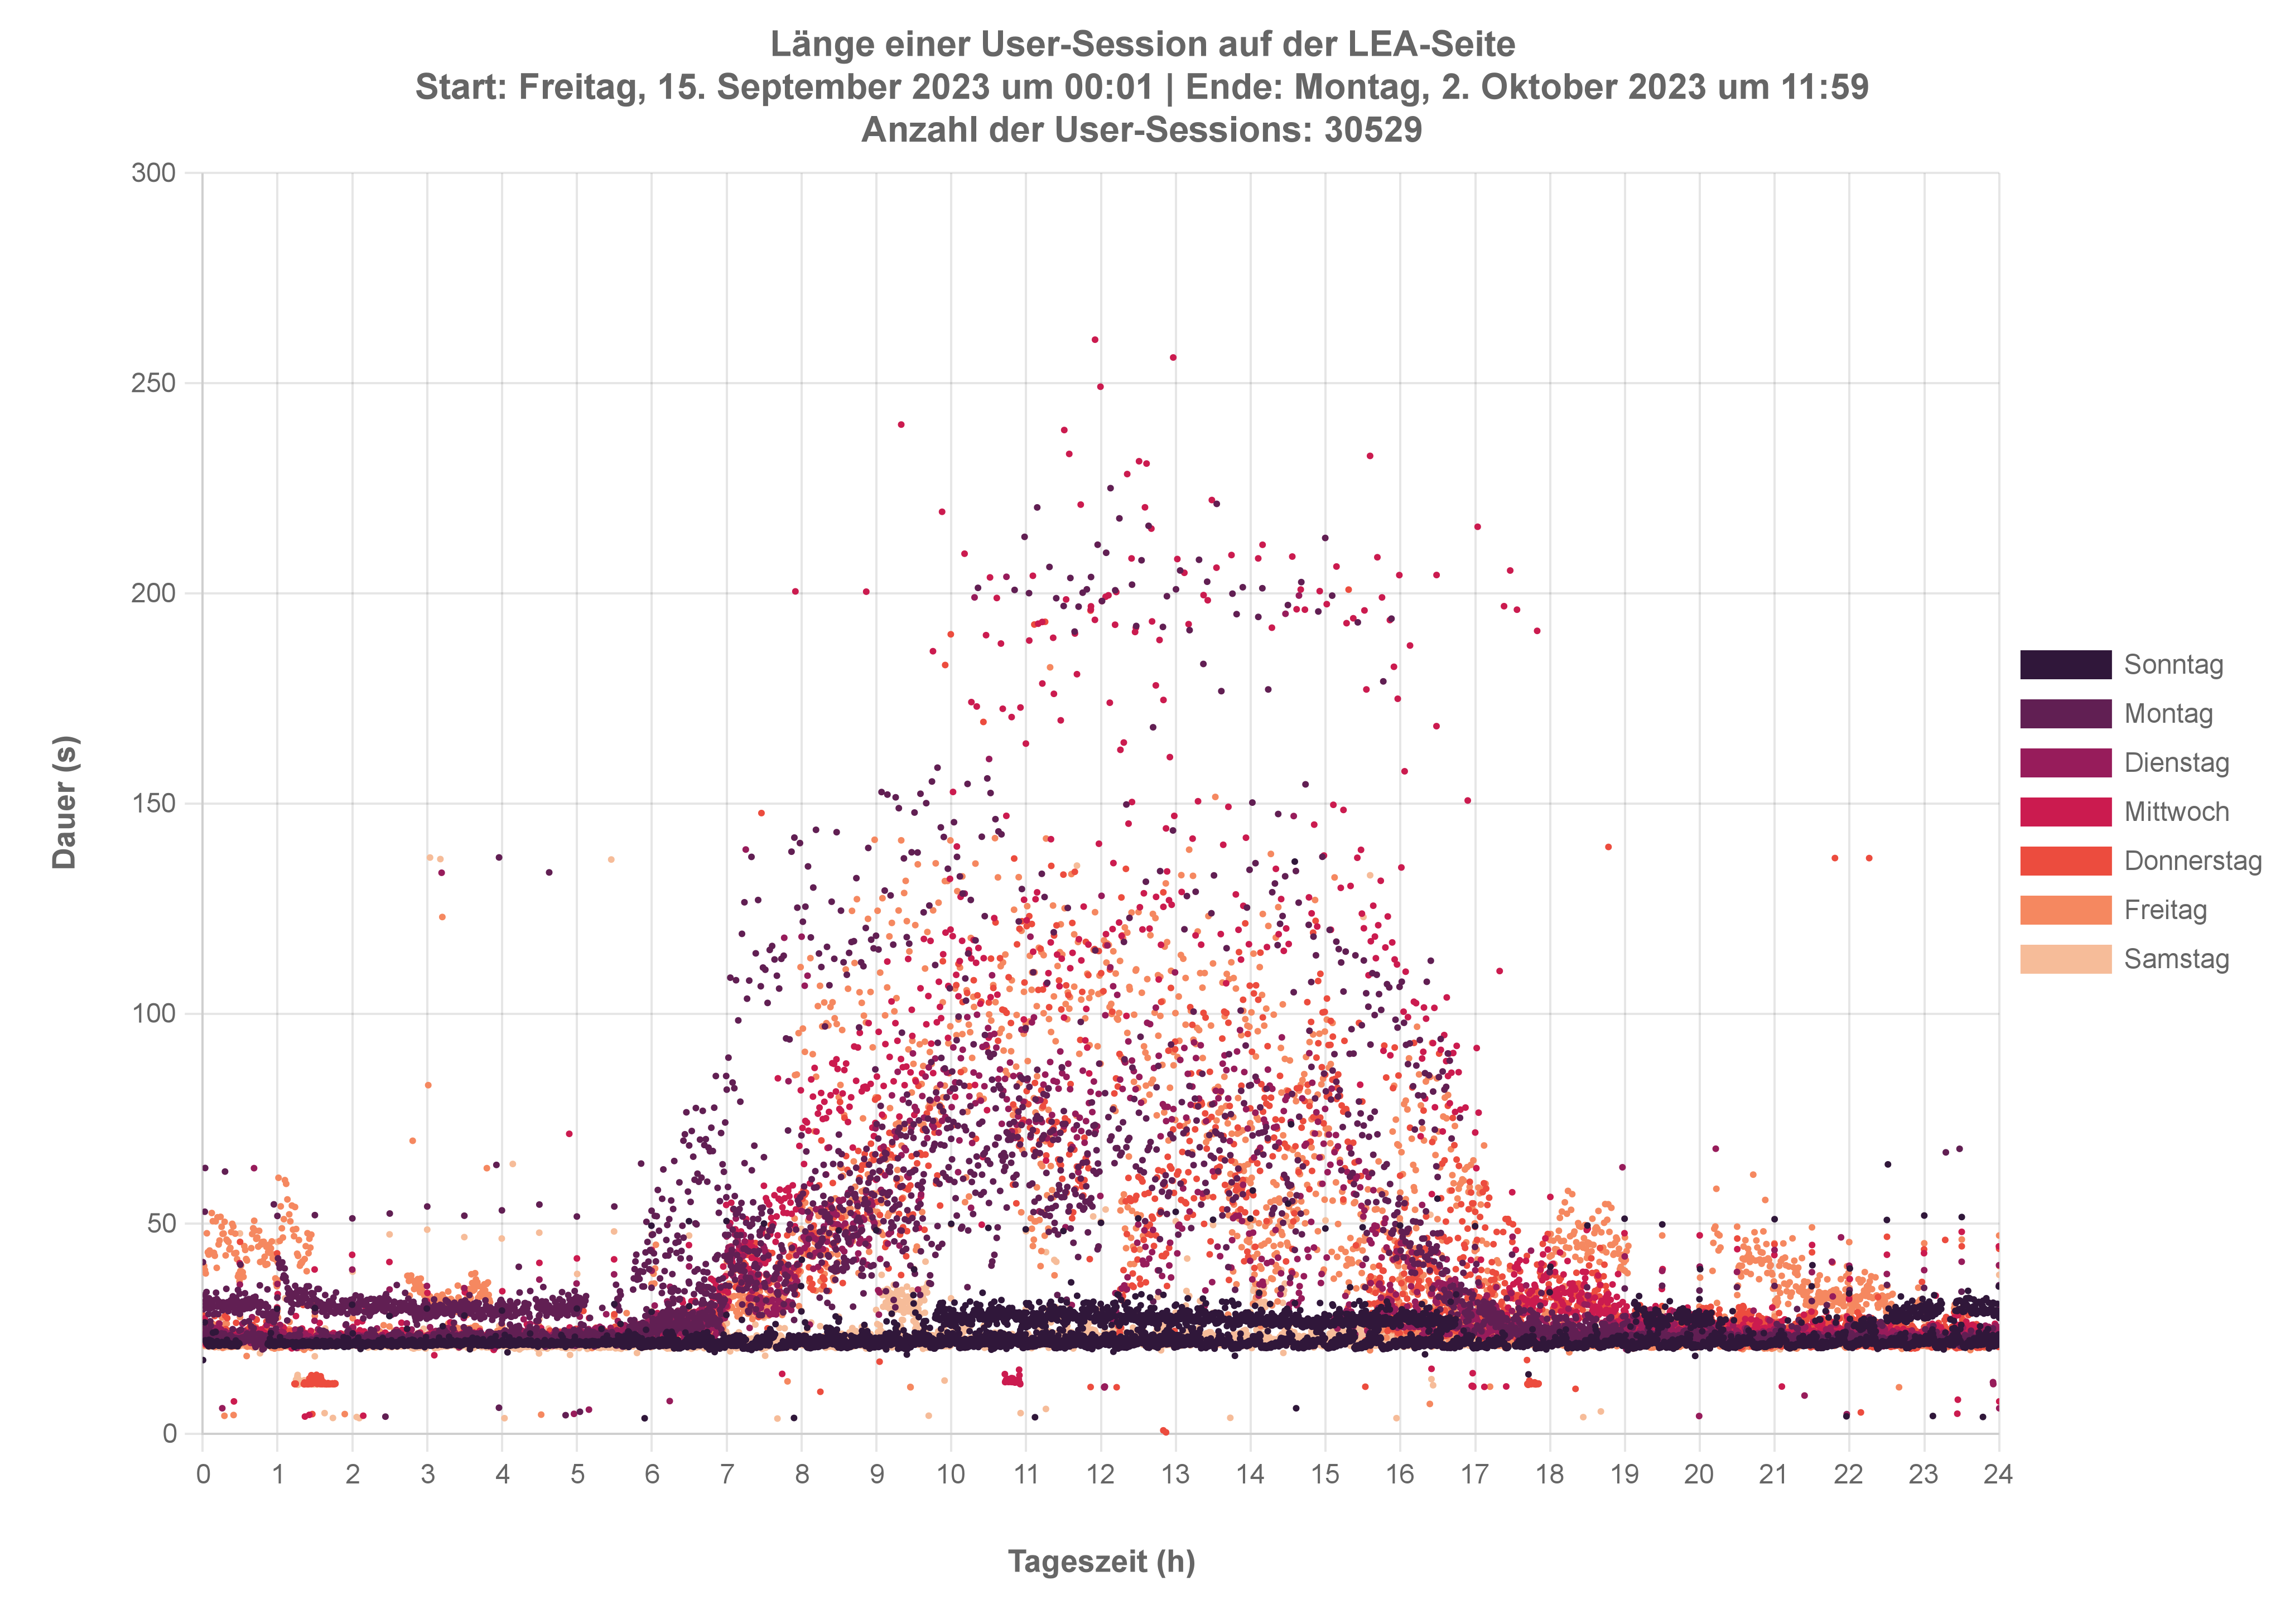 Länge einer User-Session auf der LEA-Seite
Start: Freitag, 15. September 2023 um 00:01 | Ende: Montag, 2. Oktober 2023 um 11:59
Anzahl der User-Sessions: 30529
300
250
200
150
100
50
0
Dauer (s)
0 1 2 3 4 5 6 7 8 9 10 11 12 13 14 15 16 17 18 19 20 21 22 23 24
Tageszeit (h)
Sonntag
Montag
Dienstag
Mittwoch
Donnerstag
Freitag
Samstag